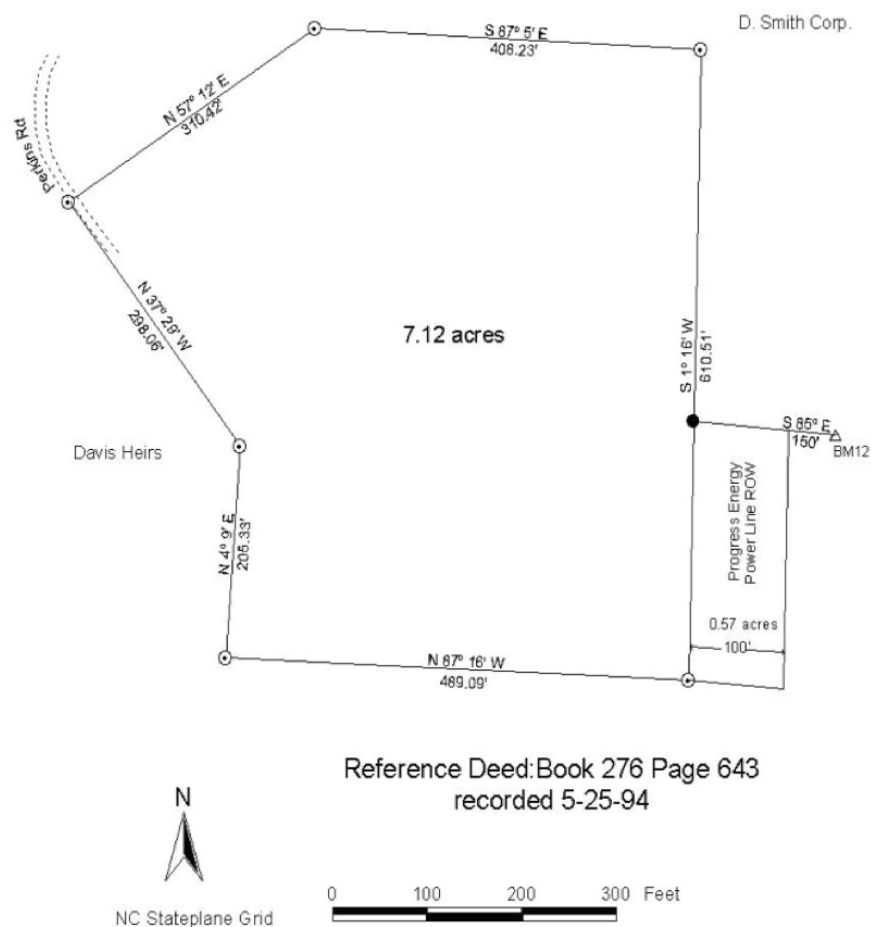 D. Smith Corp.
S 87° 5' E
408.23'
N 57° 12' E
310.42'
Perkins Rd
N 37° 29' W
298.06'
7.12 acres
S 1° 16' W
610.51'
S 85° E
150'
BM12
Davis Heirs
Progress Energy
Power Line ROW
N 4° 9' E
205.33'
0.57 acres
100'
N 87° 16' W
489.09'
Reference Deed:Book 276 Page 643
recorded 5-25-94
N
0 100 200 300 Feet
NC Stateplane Grid